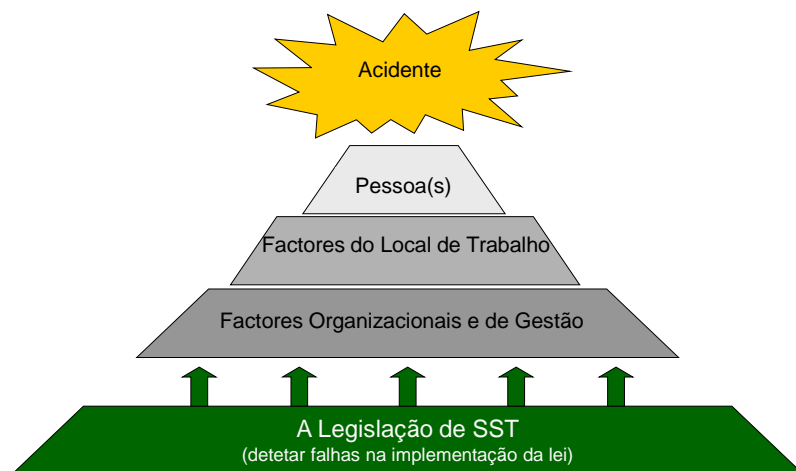 Acidente
Pessoa(s)
Factores do Local de Trabalho
Factores Organizacionais e de Gestão
A Legislação de SST
(detetar falhas na implementação da lei)